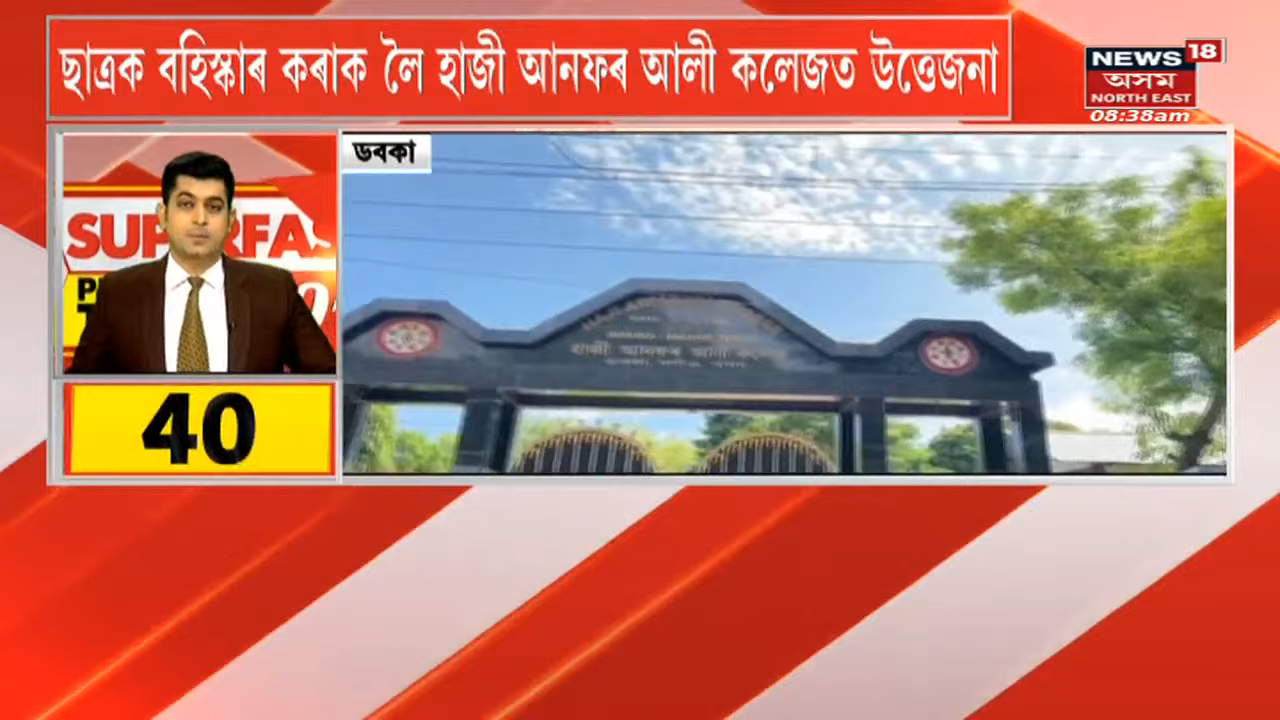 ছাত্ৰক বহিস্কাৰ কৰাক লৈ হাজী আনফৰ আলী কলেজত উত্তেজনা
NEWS 18
অসম
NORTH EAST
08:38am
ডবকা
হাজী আনফৰ আলী
40